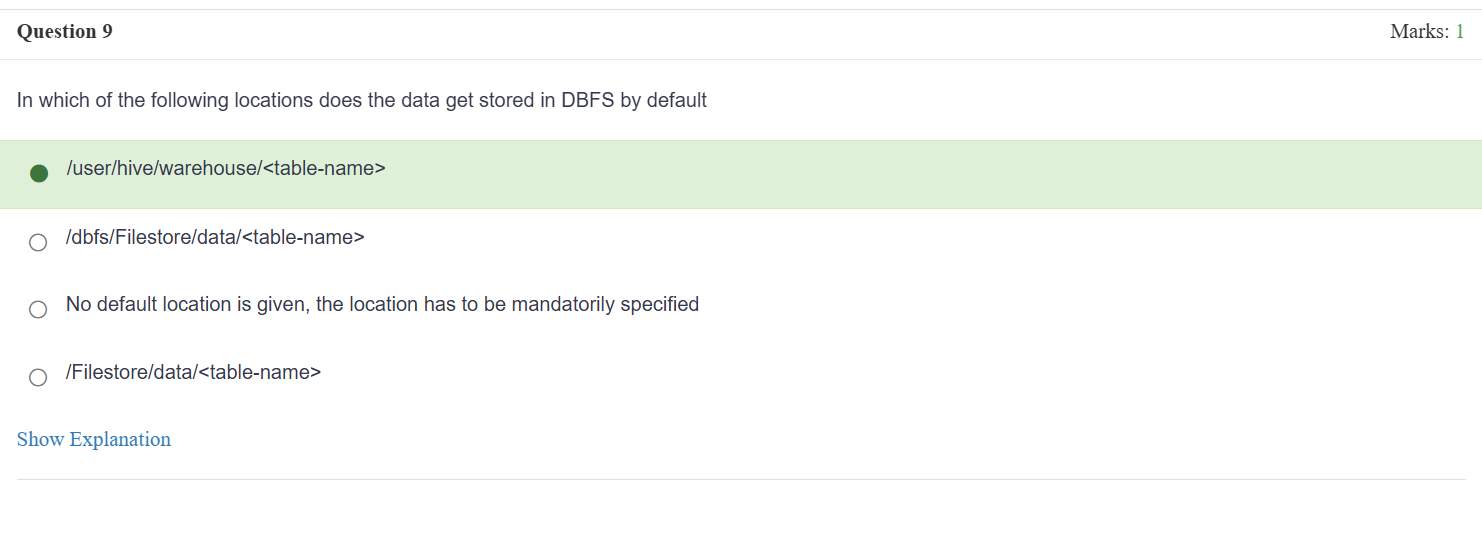 Question 9
Marks: 1
In which of the following locations does the data get stored in DBFS by default
/user/hive/warehouse/<table-name>
/dbfs/Filestore/data/<table-name>
No default location is given, the location has to be mandatorily specified
/Filestore/data/<table-name>
Show Explanation